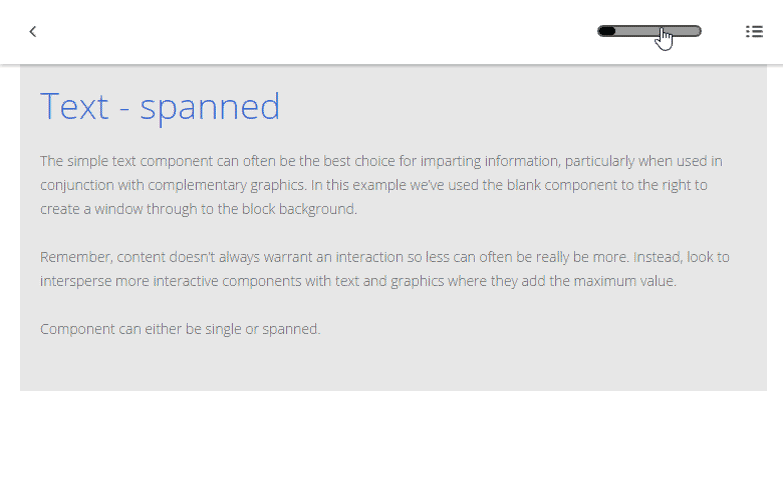 Text - spanned
The simple text component can often be the best choice for imparting information, particularly when used in
conjunction with complementary graphics. In this example we've used the blank component to the right to
create a window through to the block background.
Remember, content doesn't always warrant an interaction so less can often be really be more. Instead, look to
intersperse more interactive components with text and graphics where they add the maximum value.
Component can either be single or spanned.